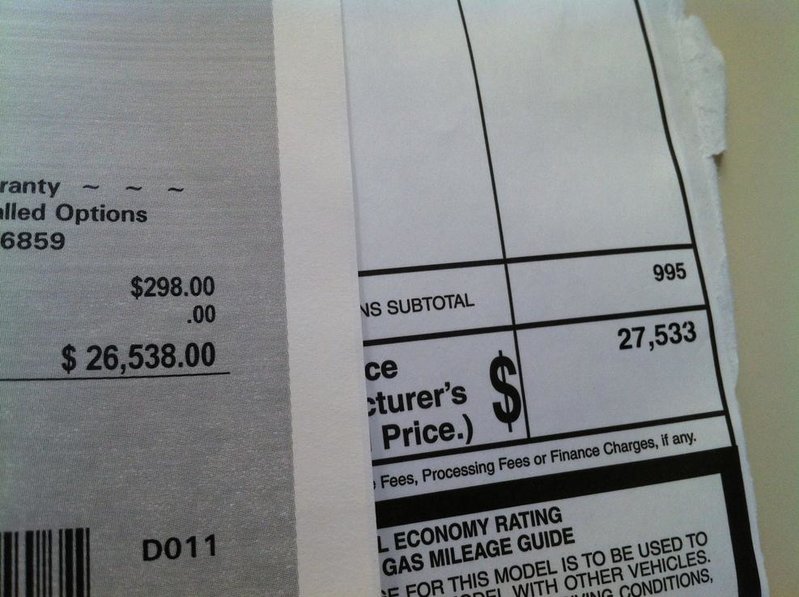 ranty ~ ~ ~
alled Options
6859
$298.00
.00
$ 26,538.00
D011
NS SUBTOTAL
995
ce
cturer's
Price.)
$
27,533
Fees, Processing Fees or Finance Charges, if any.
L ECONOMY RATING
GAS MILEAGE GUIDE
E FOR THIS MODEL IS TO BE USED TO
DEL WITH OTHER VEHICLES.
VING CONDITIONS,